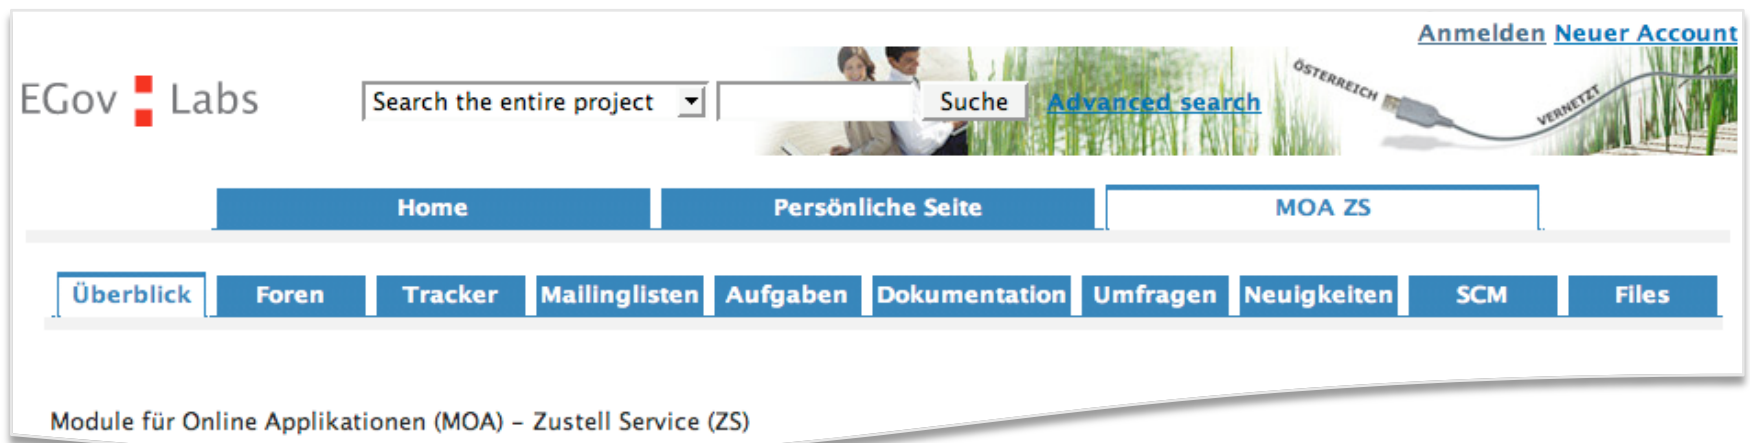 Anmelden Neuer Account
EGov Labs
Search the entire project Suche Advanced search
ÖSTERREICH
VERNETZT
Home Persönliche Seite MOA ZS
Überblick Foren Tracker Mailinglisten Aufgaben Dokumentation Umfragen Neuigkeiten SCM Files
Module für Online Applikationen (MOA) – Zustell Service (ZS)